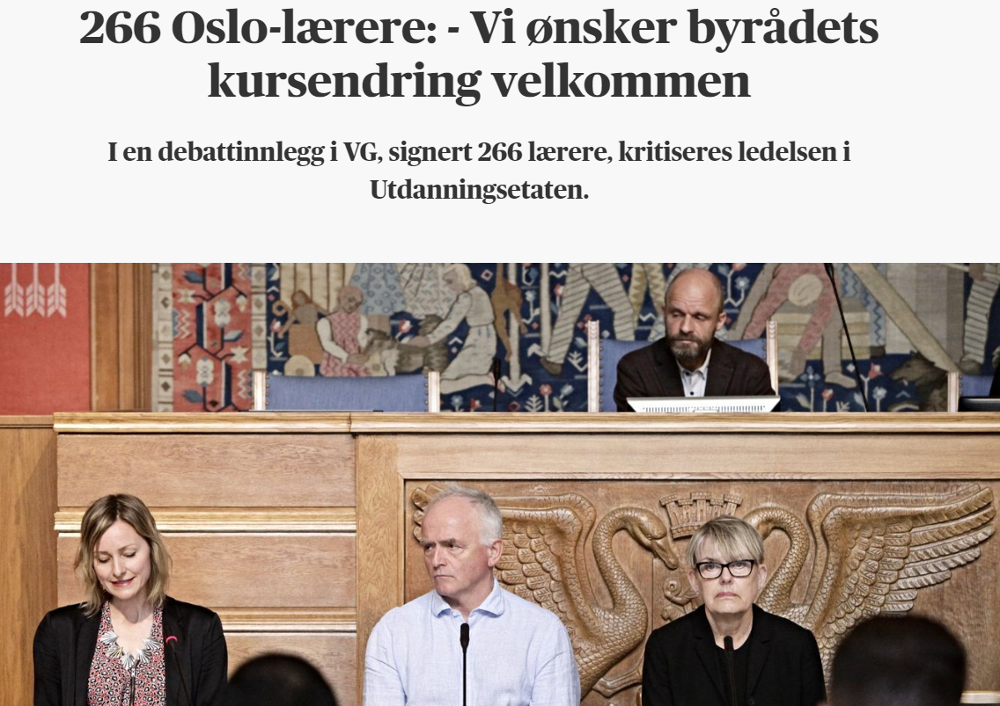 266 Oslo-lærere: - Vi ønsker byrådets
kursendring velkommen
I en debattinnlegg i VG, signert 266 lærere, kritiseres ledelsen i
Utdanningsetaten.